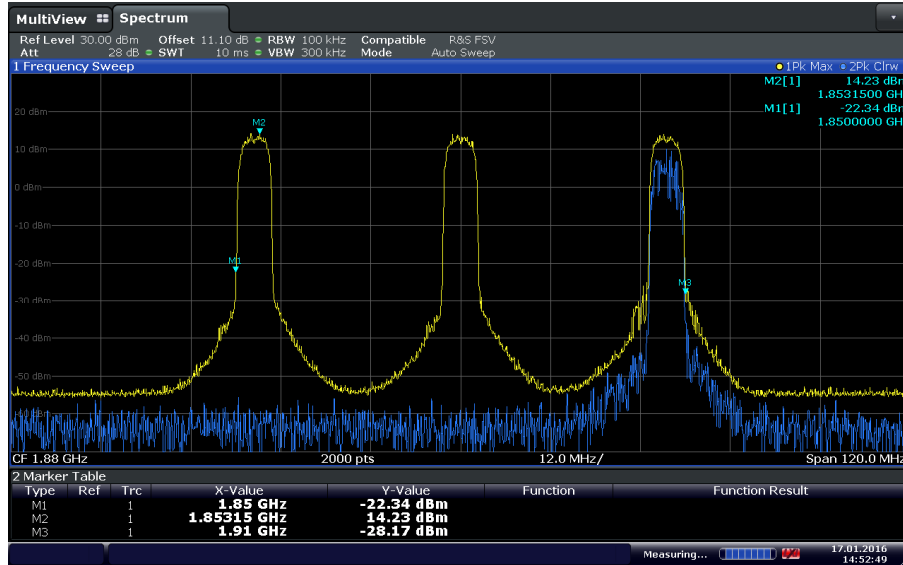 MultiView Spectrum
Ref Level 30.00 dBm Offset 11.10 dB RBW 100 kHz Compatible R&S FSV
Att 28 dB SWT 10 ms VBW 300 kHz Mode Auto Sweep
1 Frequency Sweep 1Pk Max 2Pk Clrw
M2[1] 14.23 dBr
1.8531500 GH
M1[1] -22.34 dBr
1.8500000 GH
20 dBm
M2
10 dBm
0 dBm
-10 dBm
-20 dBm
M1
M3
-30 dBm
-40 dBm
-50 dBm
CF 1.88 GHz 2000 pts 12.0 MHz/ Span 120.0 MHz
2 Marker Table
Type Ref Trc X-Value Y-Value Function Function Result
M1 1 1.85 GHz -22.34 dBm
M2 1 1.85315 GHz 14.23 dBm
M3 1 1.91 GHz -28.17 dBm
Measuring... 17.01.2016
14:52:49